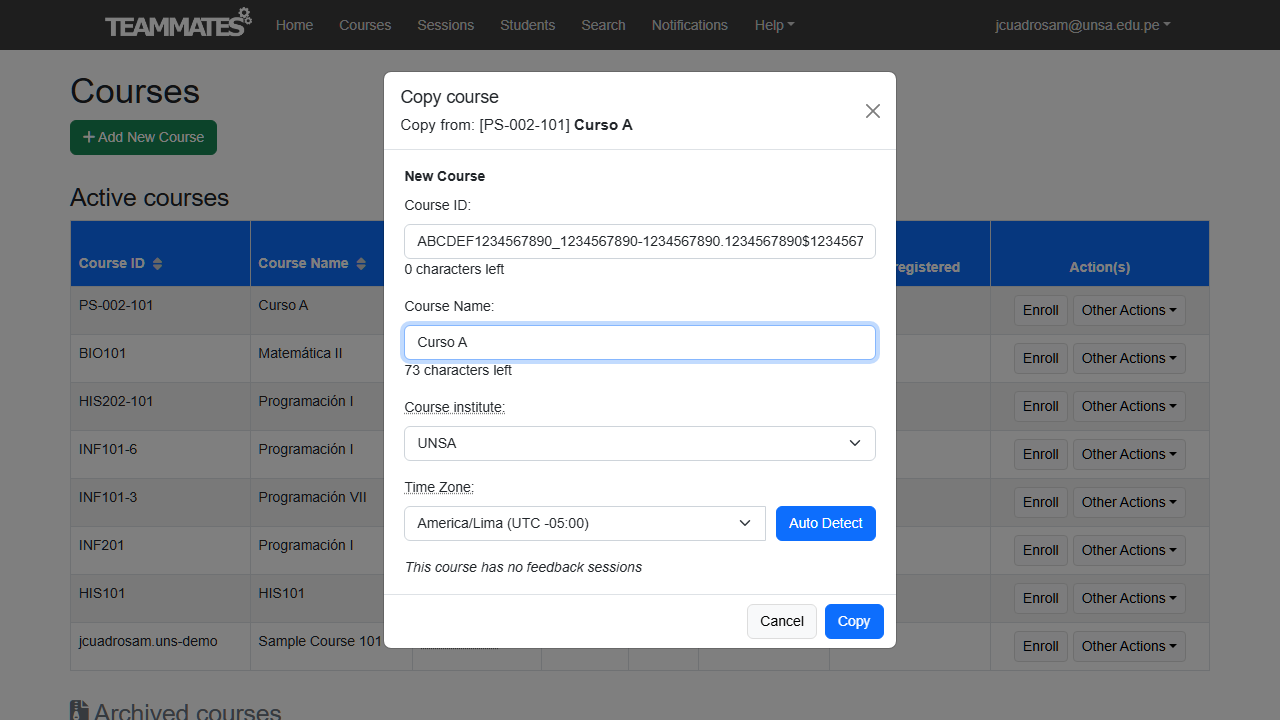 TEAMMATES Home Courses Sessions Students Search Notifications Help jcuadrosam@unsa.edu.pe
Courses
+ Add New Course
Active courses
Course ID Course Name registered Action(s)
PS-002-101 Curso A Enroll Other Actions
BIO101 Matemática II Enroll Other Actions
HIS202-101 Programación I Enroll Other Actions
INF101-6 Programación I Enroll Other Actions
INF101-3 Programación VII Enroll Other Actions
INF201 Programación I Enroll Other Actions
HIS101 HIS101 Enroll Other Actions
jcuadrosam.uns-demo Sample Course 101 Enroll Other Actions
Archived courses
Copy course
Copy from: [PS-002-101] Curso A
New Course
Course ID:
ABCDEF1234567890_1234567890-1234567890.1234567890$1234567
0 characters left
Course Name:
Curso A
73 characters left
Course institute:
UNSA
Time Zone:
America/Lima (UTC -05:00) Auto Detect
This course has no feedback sessions
Cancel Copy